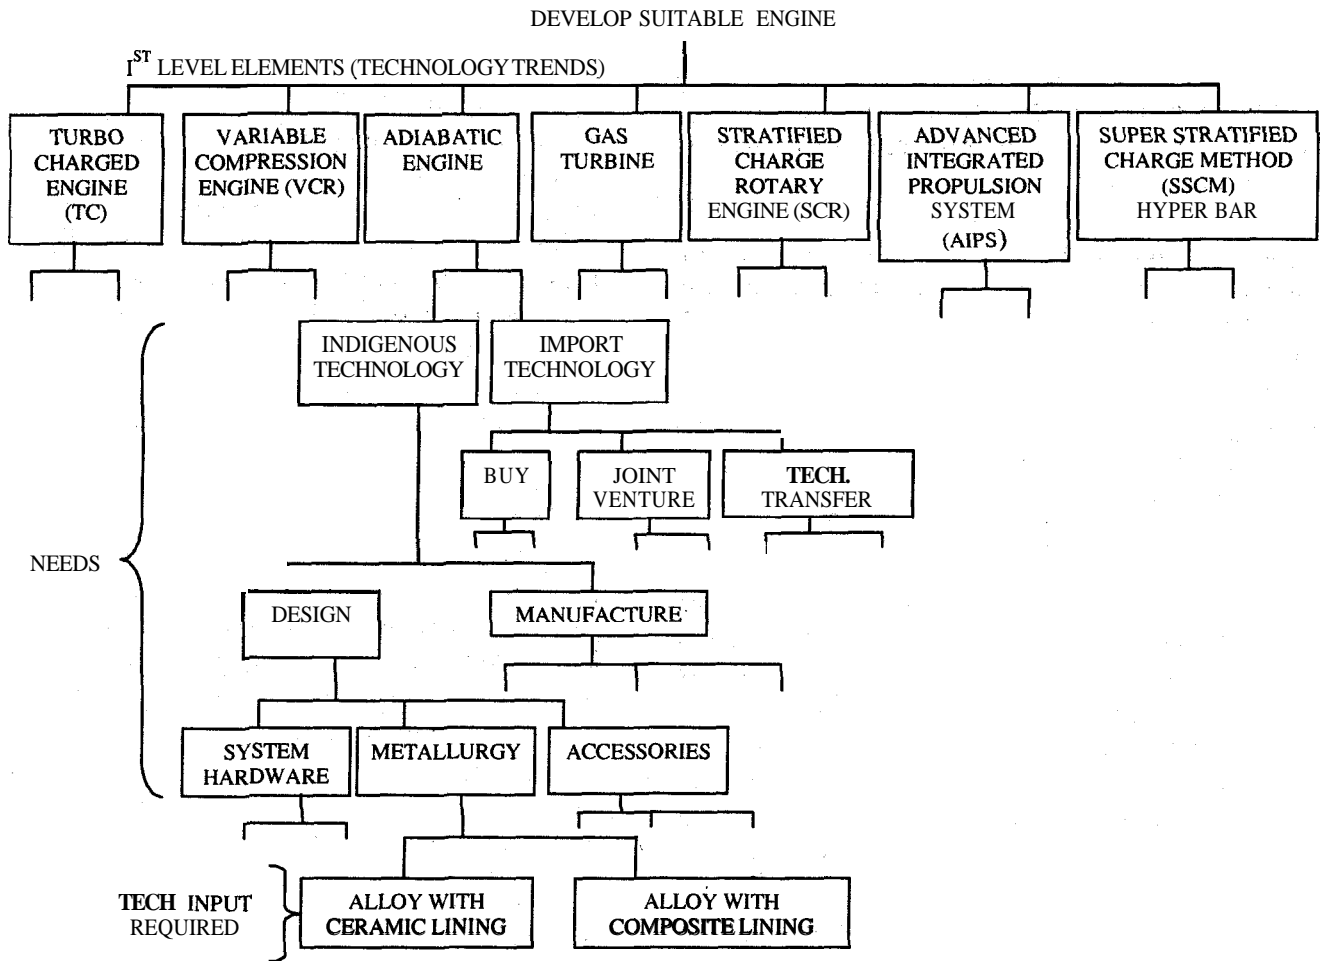 DEVELOP SUITABLE ENGINE
1ST LEVEL ELEMENTS (TECHNOLOGY TRENDS)
TURBO
CHARGED
ENGINE
(TC)
VARIABLE
COMPRESSION
ENGINE (VCR)
ADIABATIC
ENGINE
GAS
TURBINE
STRATIFIED
CHARGE
ROTARY
ENGINE (SCR)
ADVANCED
INTEGRATED
PROPULSION
SYSTEM
(AIPS)
SUPER STRATIFIED
CHARGE METHOD
(SSCM)
HYPER BAR
INDIGENOUS
TECHNOLOGY
IMPORT
TECHNOLOGY
BUY
JOINT
VENTURE
TECH.
TRANSFER
NEEDS
DESIGN
MANUFACTURE
SYSTEM
HARDWARE
METALLURGY
ACCESSORIES
TECH INPUT
REQUIRED
ALLOY WITH
CERAMIC LINING
ALLOY WITH
COMPOSITE LINING